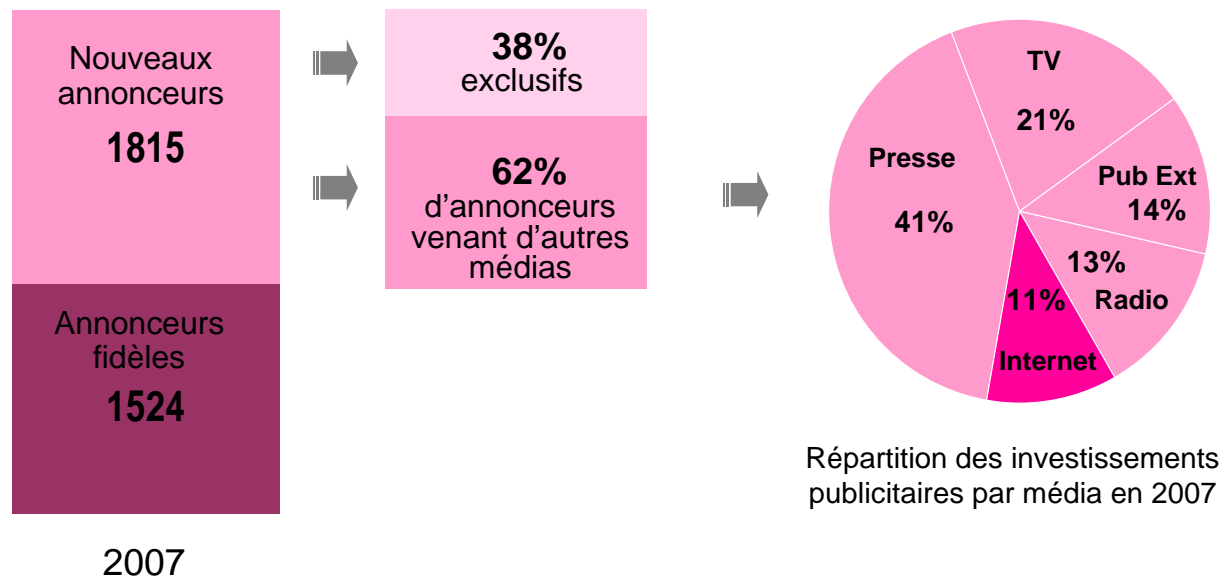 Nouveaux
annonceurs
1815
Annonceurs
fidèles
1524
2007
38%
exclusifs
62%
d'annonceurs
venant d'autres
médias
TV
21%
Presse
41%
Pub Ext
14%
13%
Radio
11%
Internet
Répartition des investissements
publicitaires par média en 2007